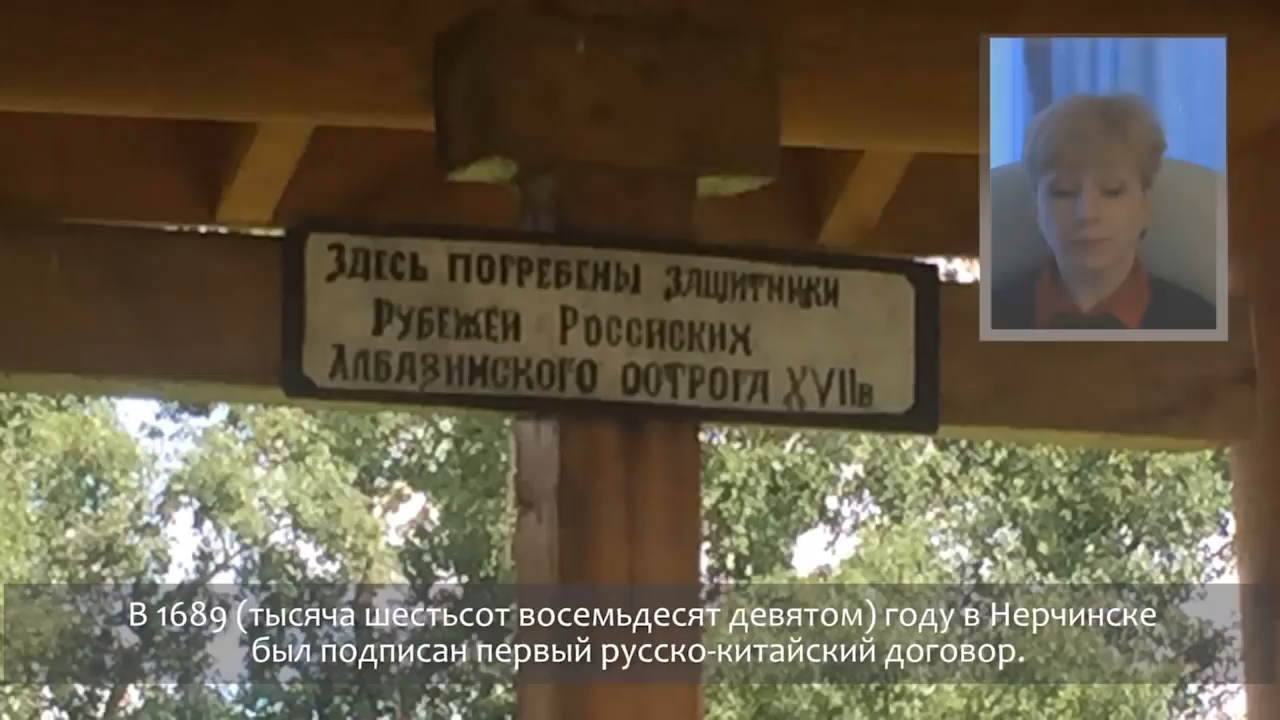 ЗДЕСЬ ПОГРЕБЕНЫ ЗАЩИТНИКИ
РУБЕЖЕЙ РОССИСКИХ
АЛБАЗИНСКОГО ООТРОГА XVIIв
В 1689 (тысяча шестьсот восемьдесят девятом) году в Нерчинске
был подписан первый русско-китайский договор.